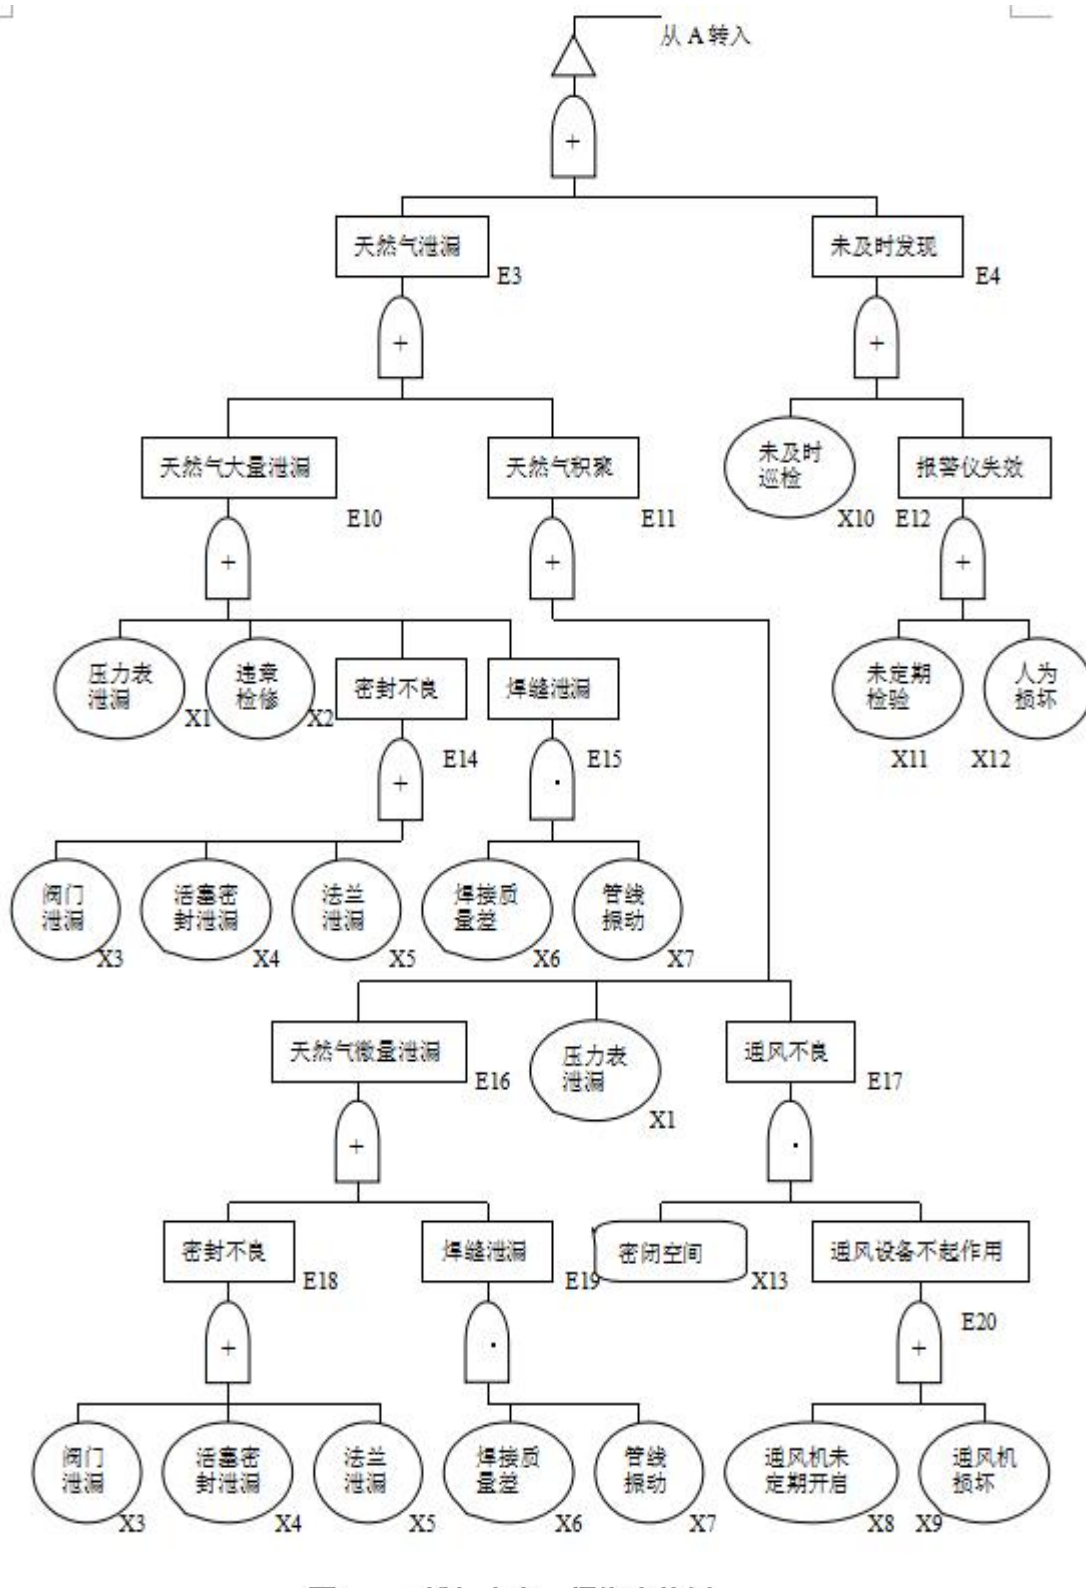 从 A 转入
+
天然气泄漏
E3
未及时发现
E4
+
+
天然气大量泄漏
E10
天然气积聚
E11
未及时
巡检
X10
报警仪失效
E12
+
+
+
压力表
泄漏
X1
违章
检修
X2
密封不良
E14
焊缝泄漏
E15
未定期
检验
X11
人为
损坏
X12
+
·
阀门
泄漏
X3
活塞密
封泄漏
X4
法兰
泄漏
X5
焊接质
量差
X6
管线
振动
X7
天然气微量泄漏
E16
压力表
泄漏
X1
通风不良
E17
+
·
密封不良
E18
焊缝泄漏
E19
密闭空间
X13
通风设备不起作用
E20
+
·
+
阀门
泄漏
X3
活塞密
封泄漏
X4
法兰
泄漏
X5
焊接质
量差
X6
管线
振动
X7
通风机未
定期开启
X8
通风机
损坏
X9